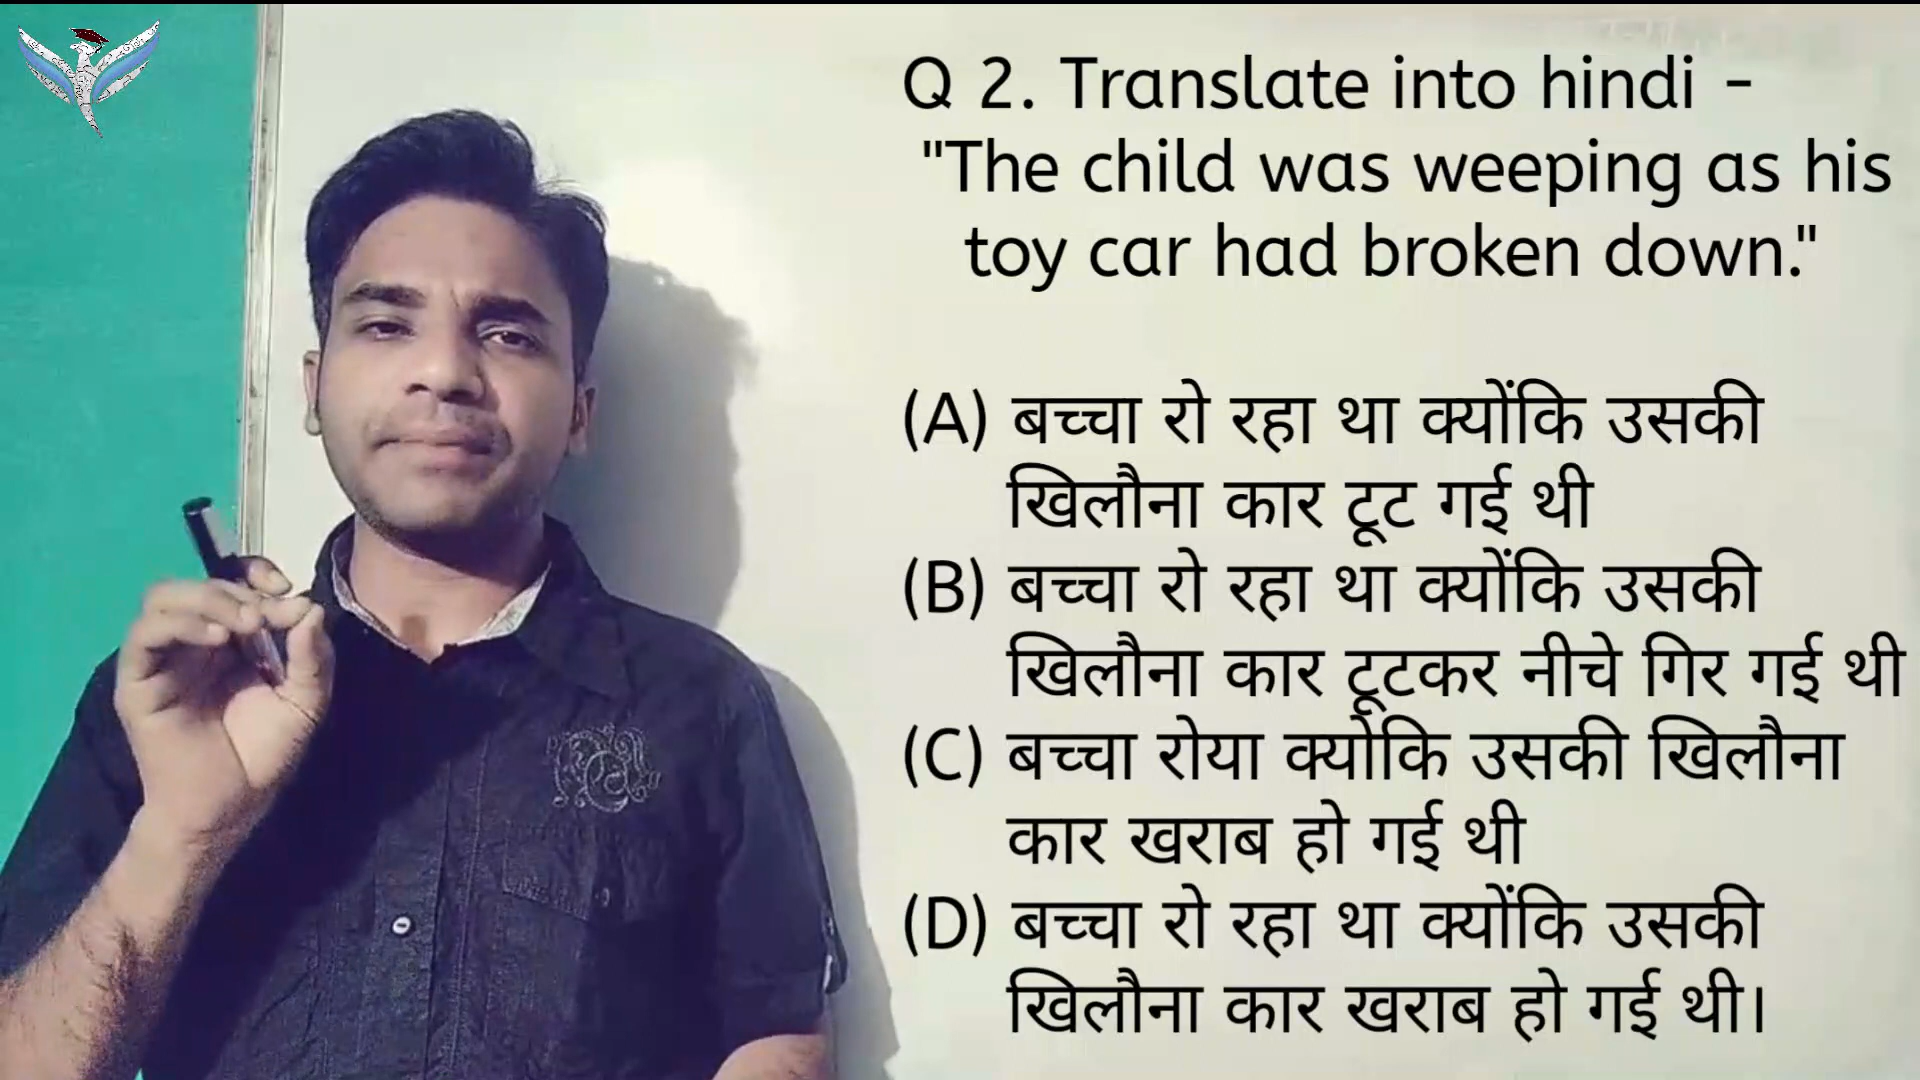 Q 2. Translate into hindi -
"The child was weeping as his
toy car had broken down."
(A) बच्चा रो रहा था क्योंकि उसकी
खिलौना कार टूट गई थी
(B) बच्चा रो रहा था क्योंकि उसकी
खिलौना कार टूटकर नीचे गिर गई थी
(C) बच्चा रोया क्योकि उसकी खिलौना
कार खराब हो गई थी
(D) बच्चा रो रहा था क्योंकि उसकी
खिलौना कार खराब हो गई थी।